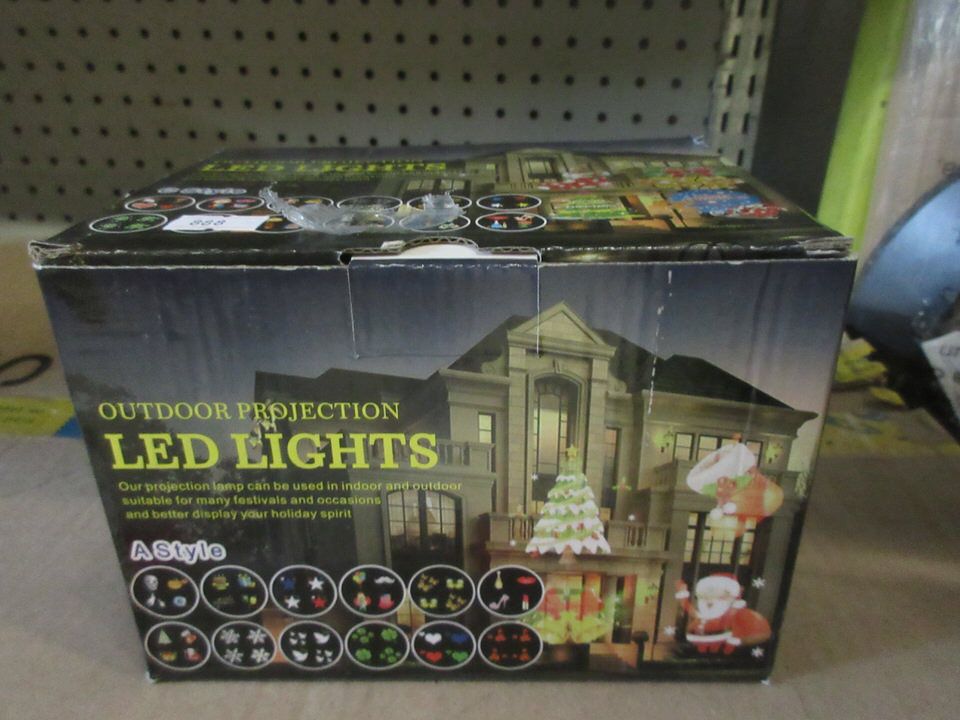 LED LIGHTS
888
OUTDOOR PROJECTION
LED LIGHTS
Our projection lamp can be used in indoor and outdoor
suitable for many festivals and occasions
and better display your holiday spirit
A Style